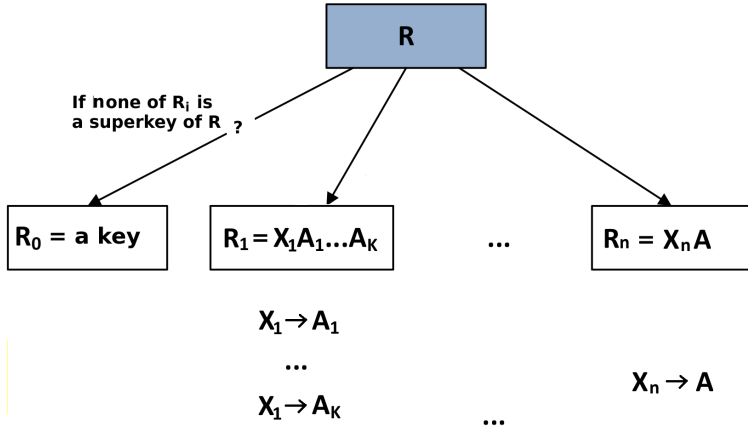 R
If none of Rᵢ is
a superkey of R ?
R₀ = a key
R₁ = X₁A₁...Aₖ
...
Rₙ = XₙA
X₁ → A₁
...
Xₙ → A
X₁ → Aₖ
...